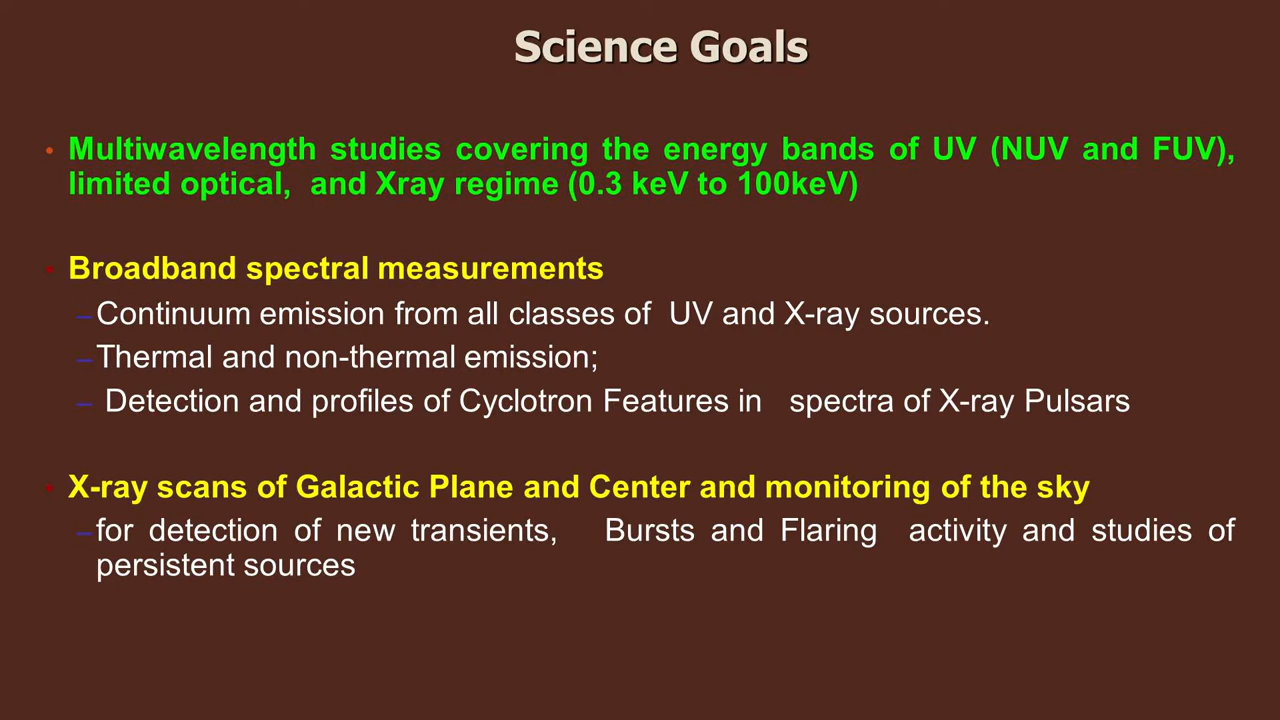 Science Goals
• Multiwavelength studies covering the energy bands of UV (NUV and FUV),
limited optical, and Xray regime (0.3 keV to 100keV)
• Broadband spectral measurements
–Continuum emission from all classes of UV and X-ray sources.
–Thermal and non-thermal emission;
– Detection and profiles of Cyclotron Features in spectra of X-ray Pulsars
• X-ray scans of Galactic Plane and Center and monitoring of the sky
–for detection of new transients, Bursts and Flaring activity and studies of
persistent sources